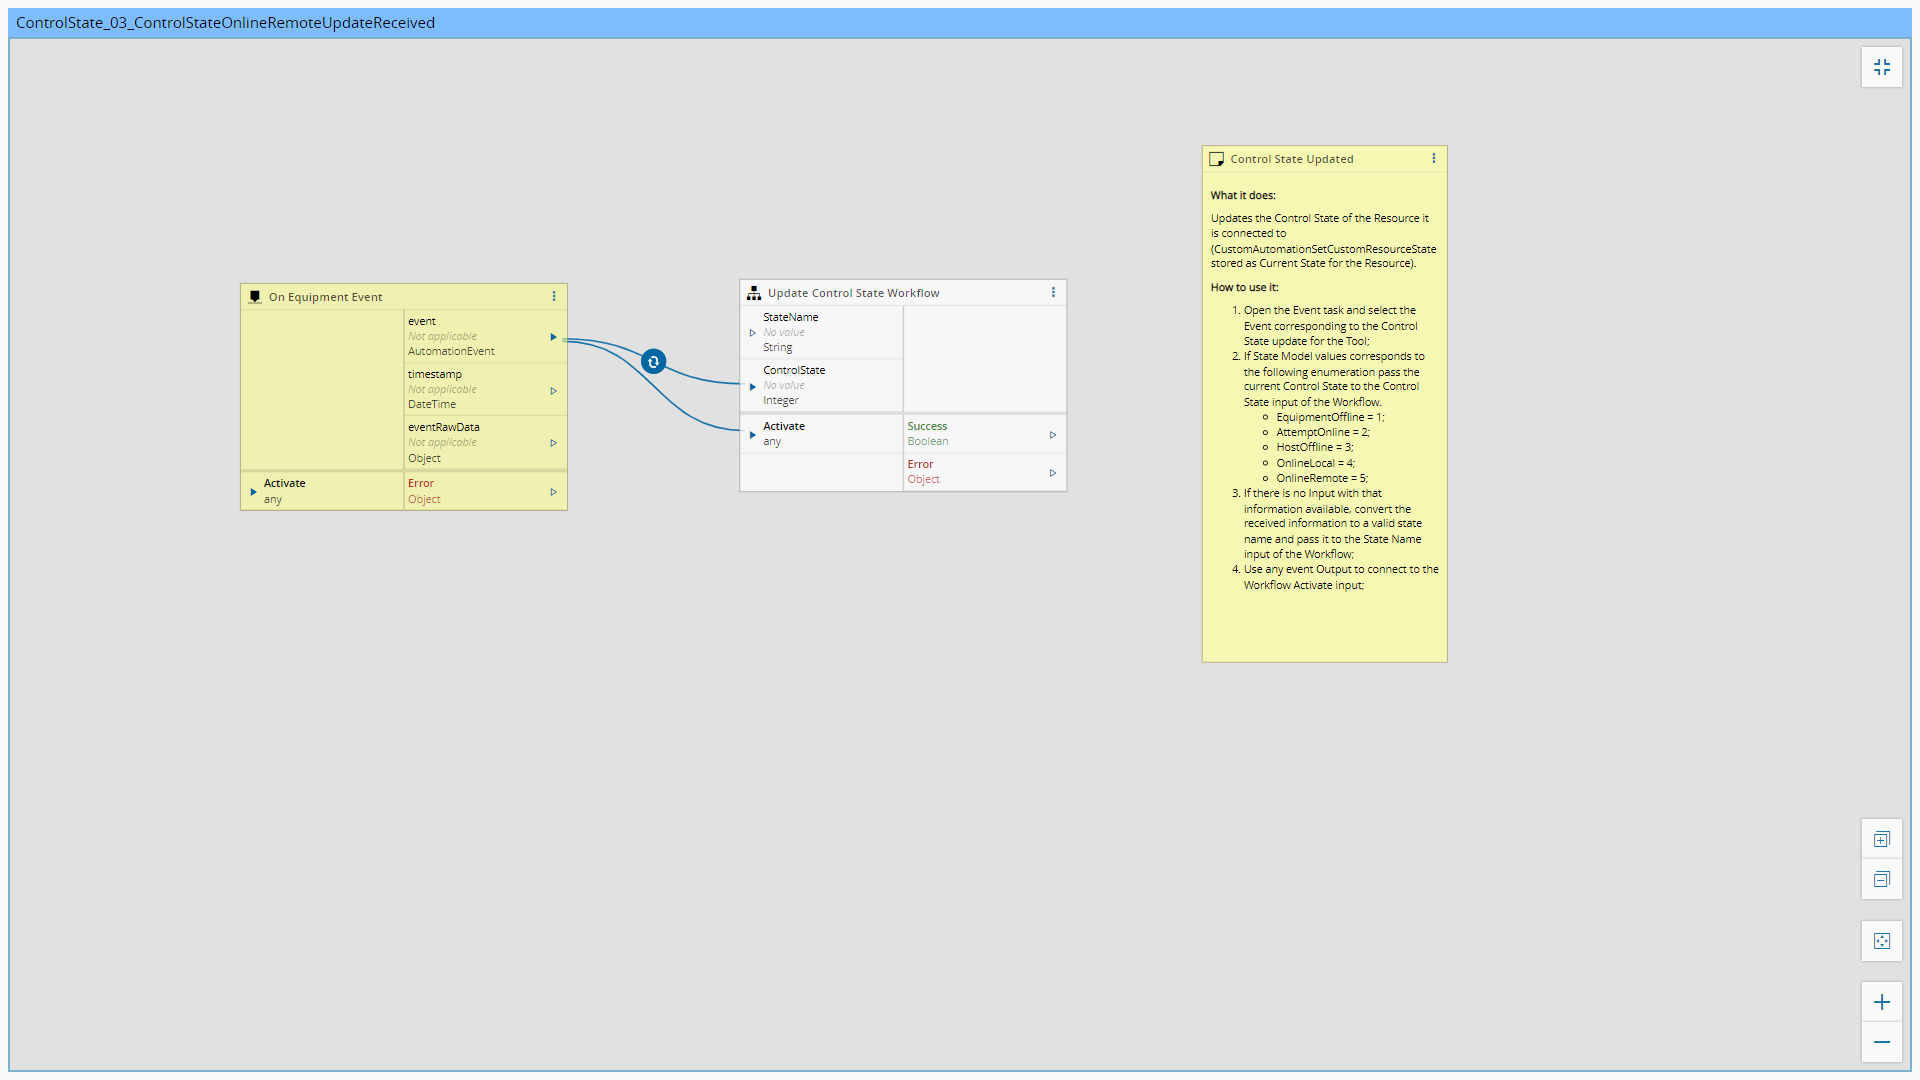 ControlState_03_ControlStateOnlineRemoteUpdateReceived
On Equipment Event
event
Not applicable
AutomationEvent
timestamp
Not applicable
DateTime
eventRawData
Not applicable
Object
Activate
any
Error
Object
Update Control State Workflow
StateName
No value
String
ControlState
No value
Integer
Activate
any
Success
Boolean
Error
Object
Control State Updated
What it does:
Updates the Control State of the Resource it
is connected to
(CustomAutomationSetCustomResourceState
stored as Current State for the Resource).
How to use it:
1. Open the Event task and select the
Event corresponding to the Control
State update for the Tool;
2. If State Model values corresponds to
the following enumeration pass the
current Control State to the Control
State input of the Workflow.
EquipmentOffline = 1;
AttemptOnline = 2;
HostOffline = 3;
OnlineLocal = 4;
OnlineRemote = 5;
3. If there is no Input with that
information available, convert the
received information to a valid state
name and pass it to the State Name
input of the Workflow;
4. Use any event Output to connect to the
Workflow Activate input;